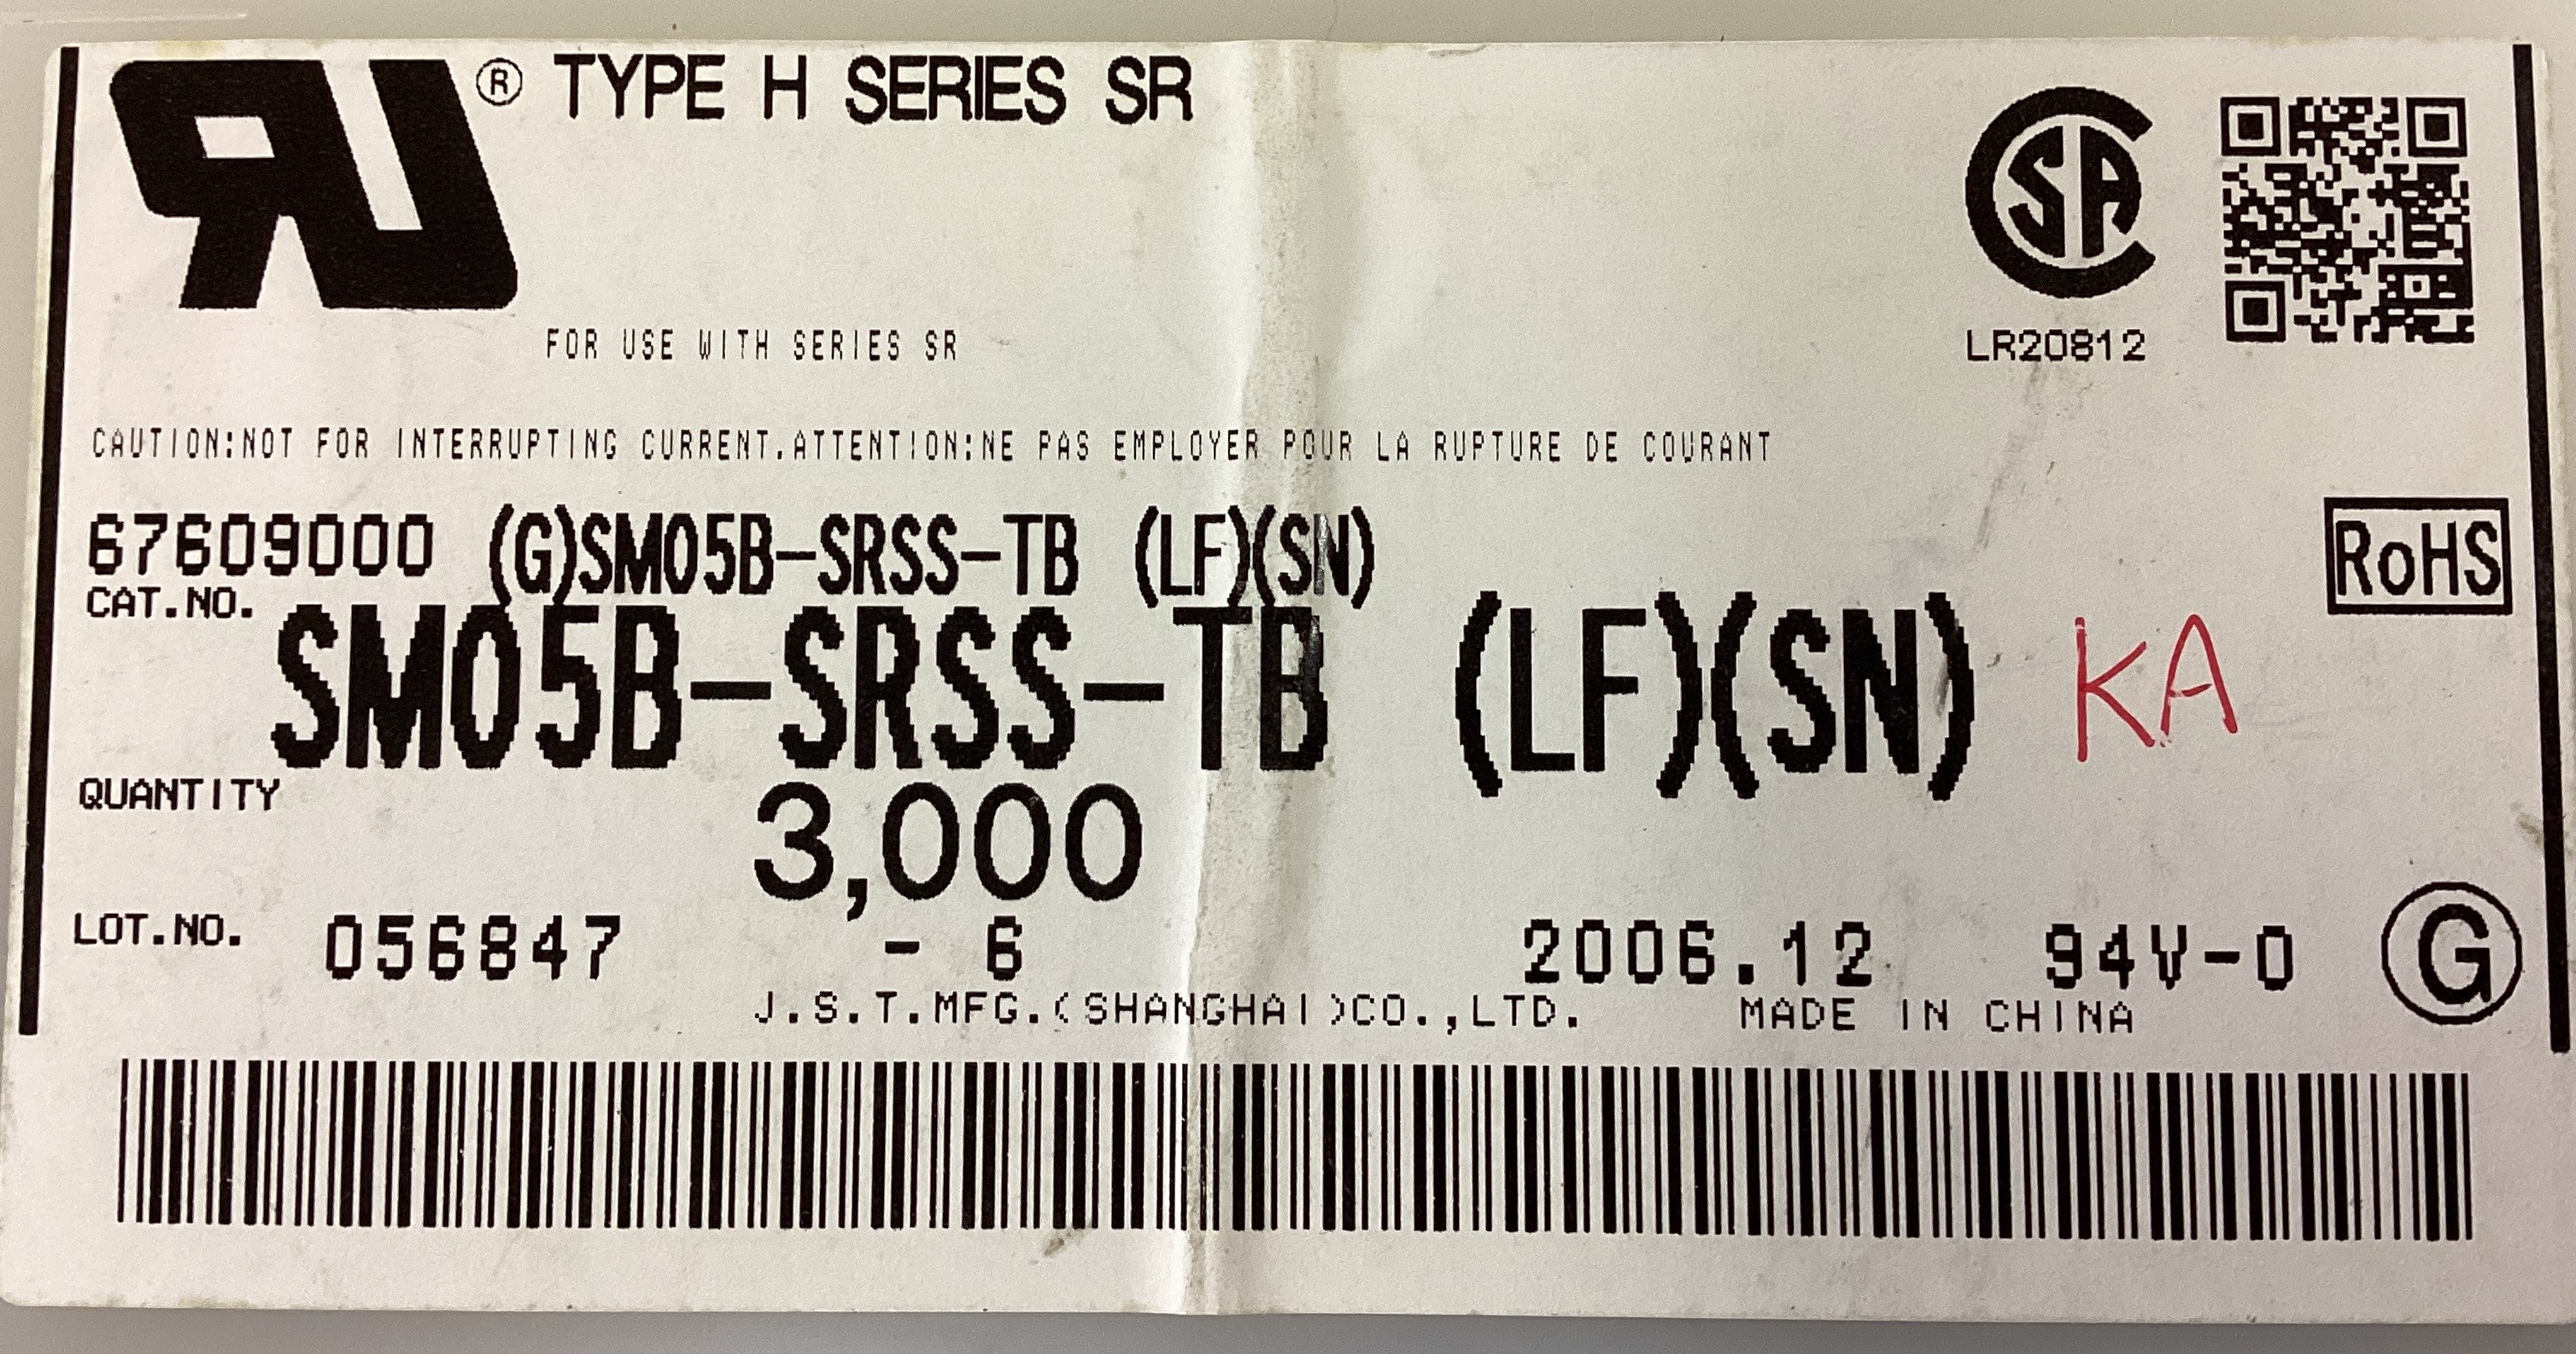 RU® TYPE H SERIES SR
CSA
LR20812
FOR USE WITH SERIES SR
CAUTION:NOT FOR INTERRUPTING CURRENT.ATTENTION:NE PAS EMPLOYER POUR LA RUPTURE DE COURANT
67609000 (G)SM05B-SRSS-TB (LF)(SN)
RoHS
CAT.NO. SM05B-SRSS-TB (LF)(SN) KA
QUANTITY 3,000
LOT.NO. 056847 - 6 2006.12 94V-0 G
J.S.T.MFG.(SHANGHAI)CO.,LTD. MADE IN CHINA